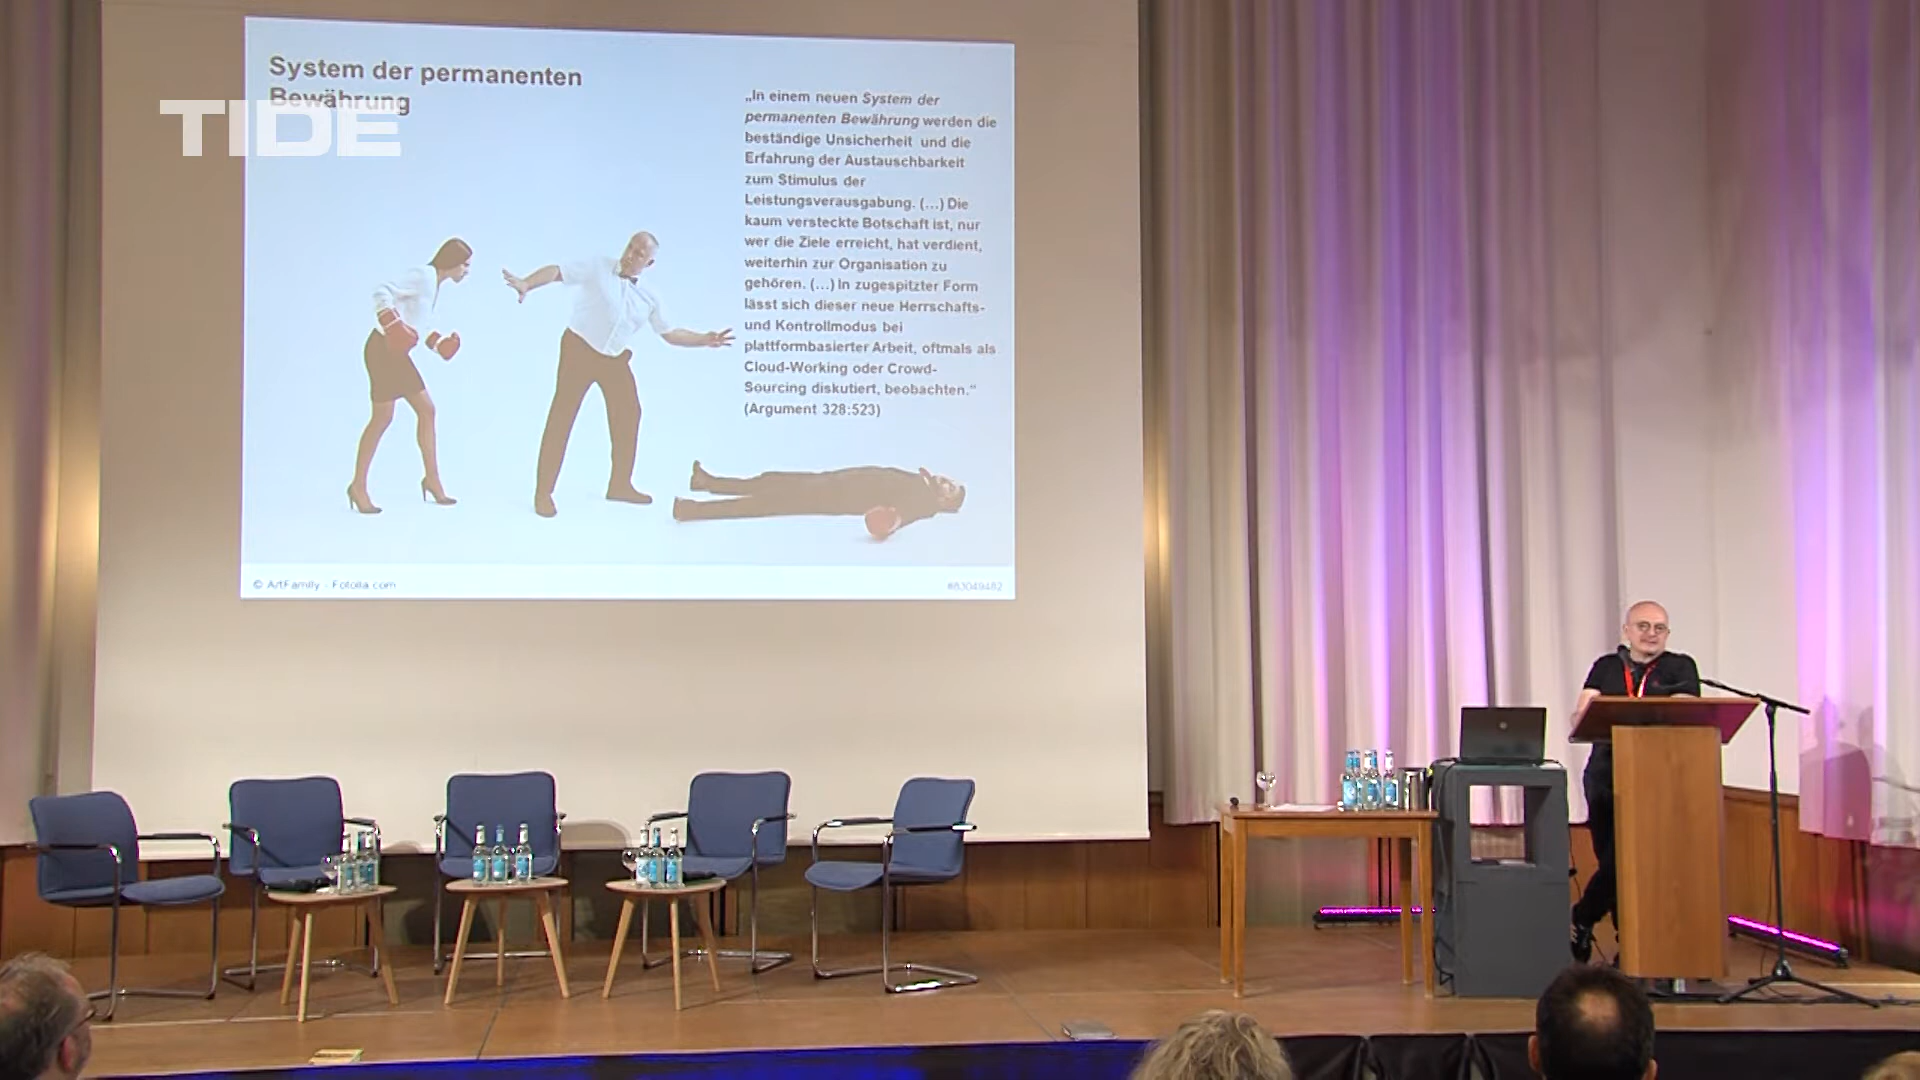 System der permanenten
Bewährung
TIDE
„In einem neuen System der
permanenten Bewährung werden die
beständige Unsicherheit und die
Erfahrung der Austauschbarkeit
zum Stimulus der
Leistungsverausgabung. (…) Die
kaum versteckte Botschaft ist, nur
wer die Ziele erreicht, hat verdient,
weiterhin zur Organisation zu
gehören. (…) In zugespitzter Form
lässt sich dieser neue Herrschafts-
und Kontrollmodus bei
plattformbasierter Arbeit, oftmals als
Cloud-Working oder Crowd-
Sourcing diskutiert, beobachten.“
(Argument 328:523)
© ArtFamily - Fotolia.com
#83049482